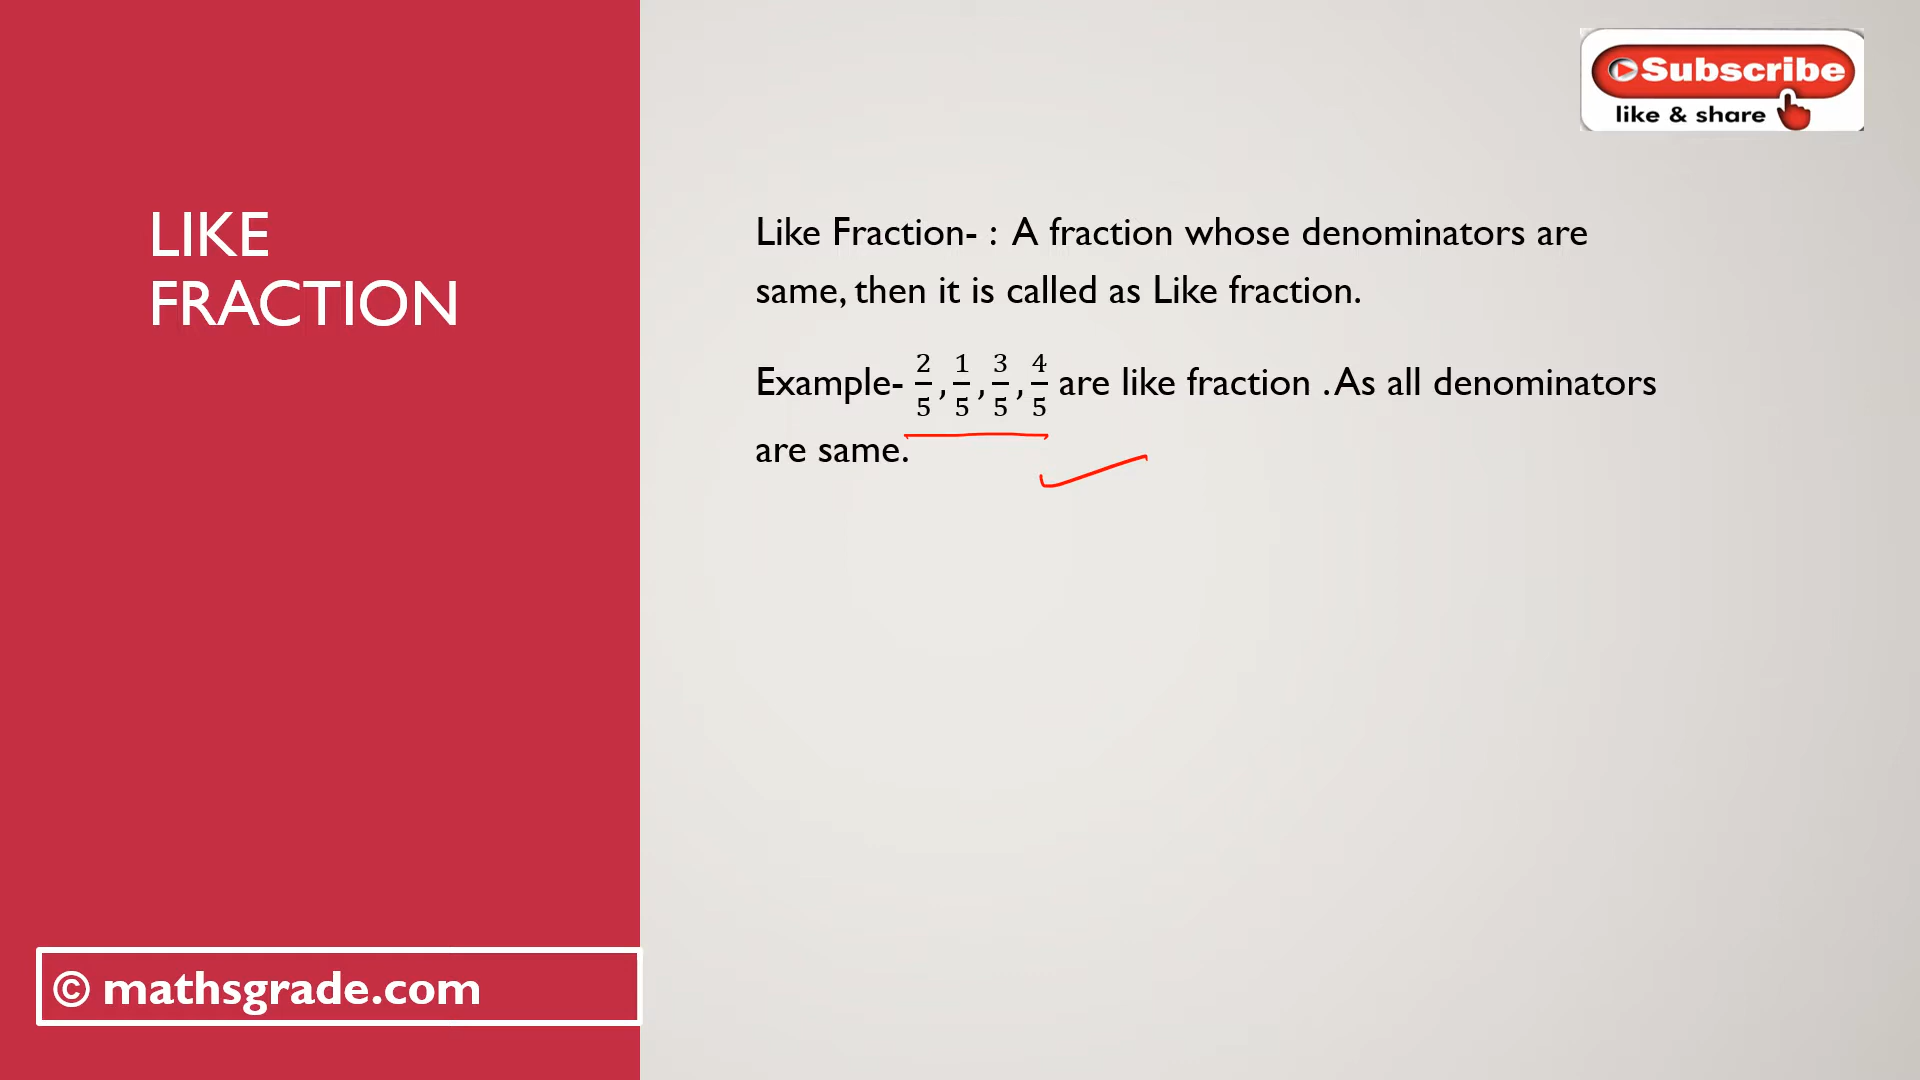 Subscribe
like & share
LIKE
FRACTION
Like Fraction- : A fraction whose denominators are
same, then it is called as Like fraction.
Example- 2/5, 1/5, 3/5, 4/5 are like fraction . As all denominators
are same.
© mathsgrade.com